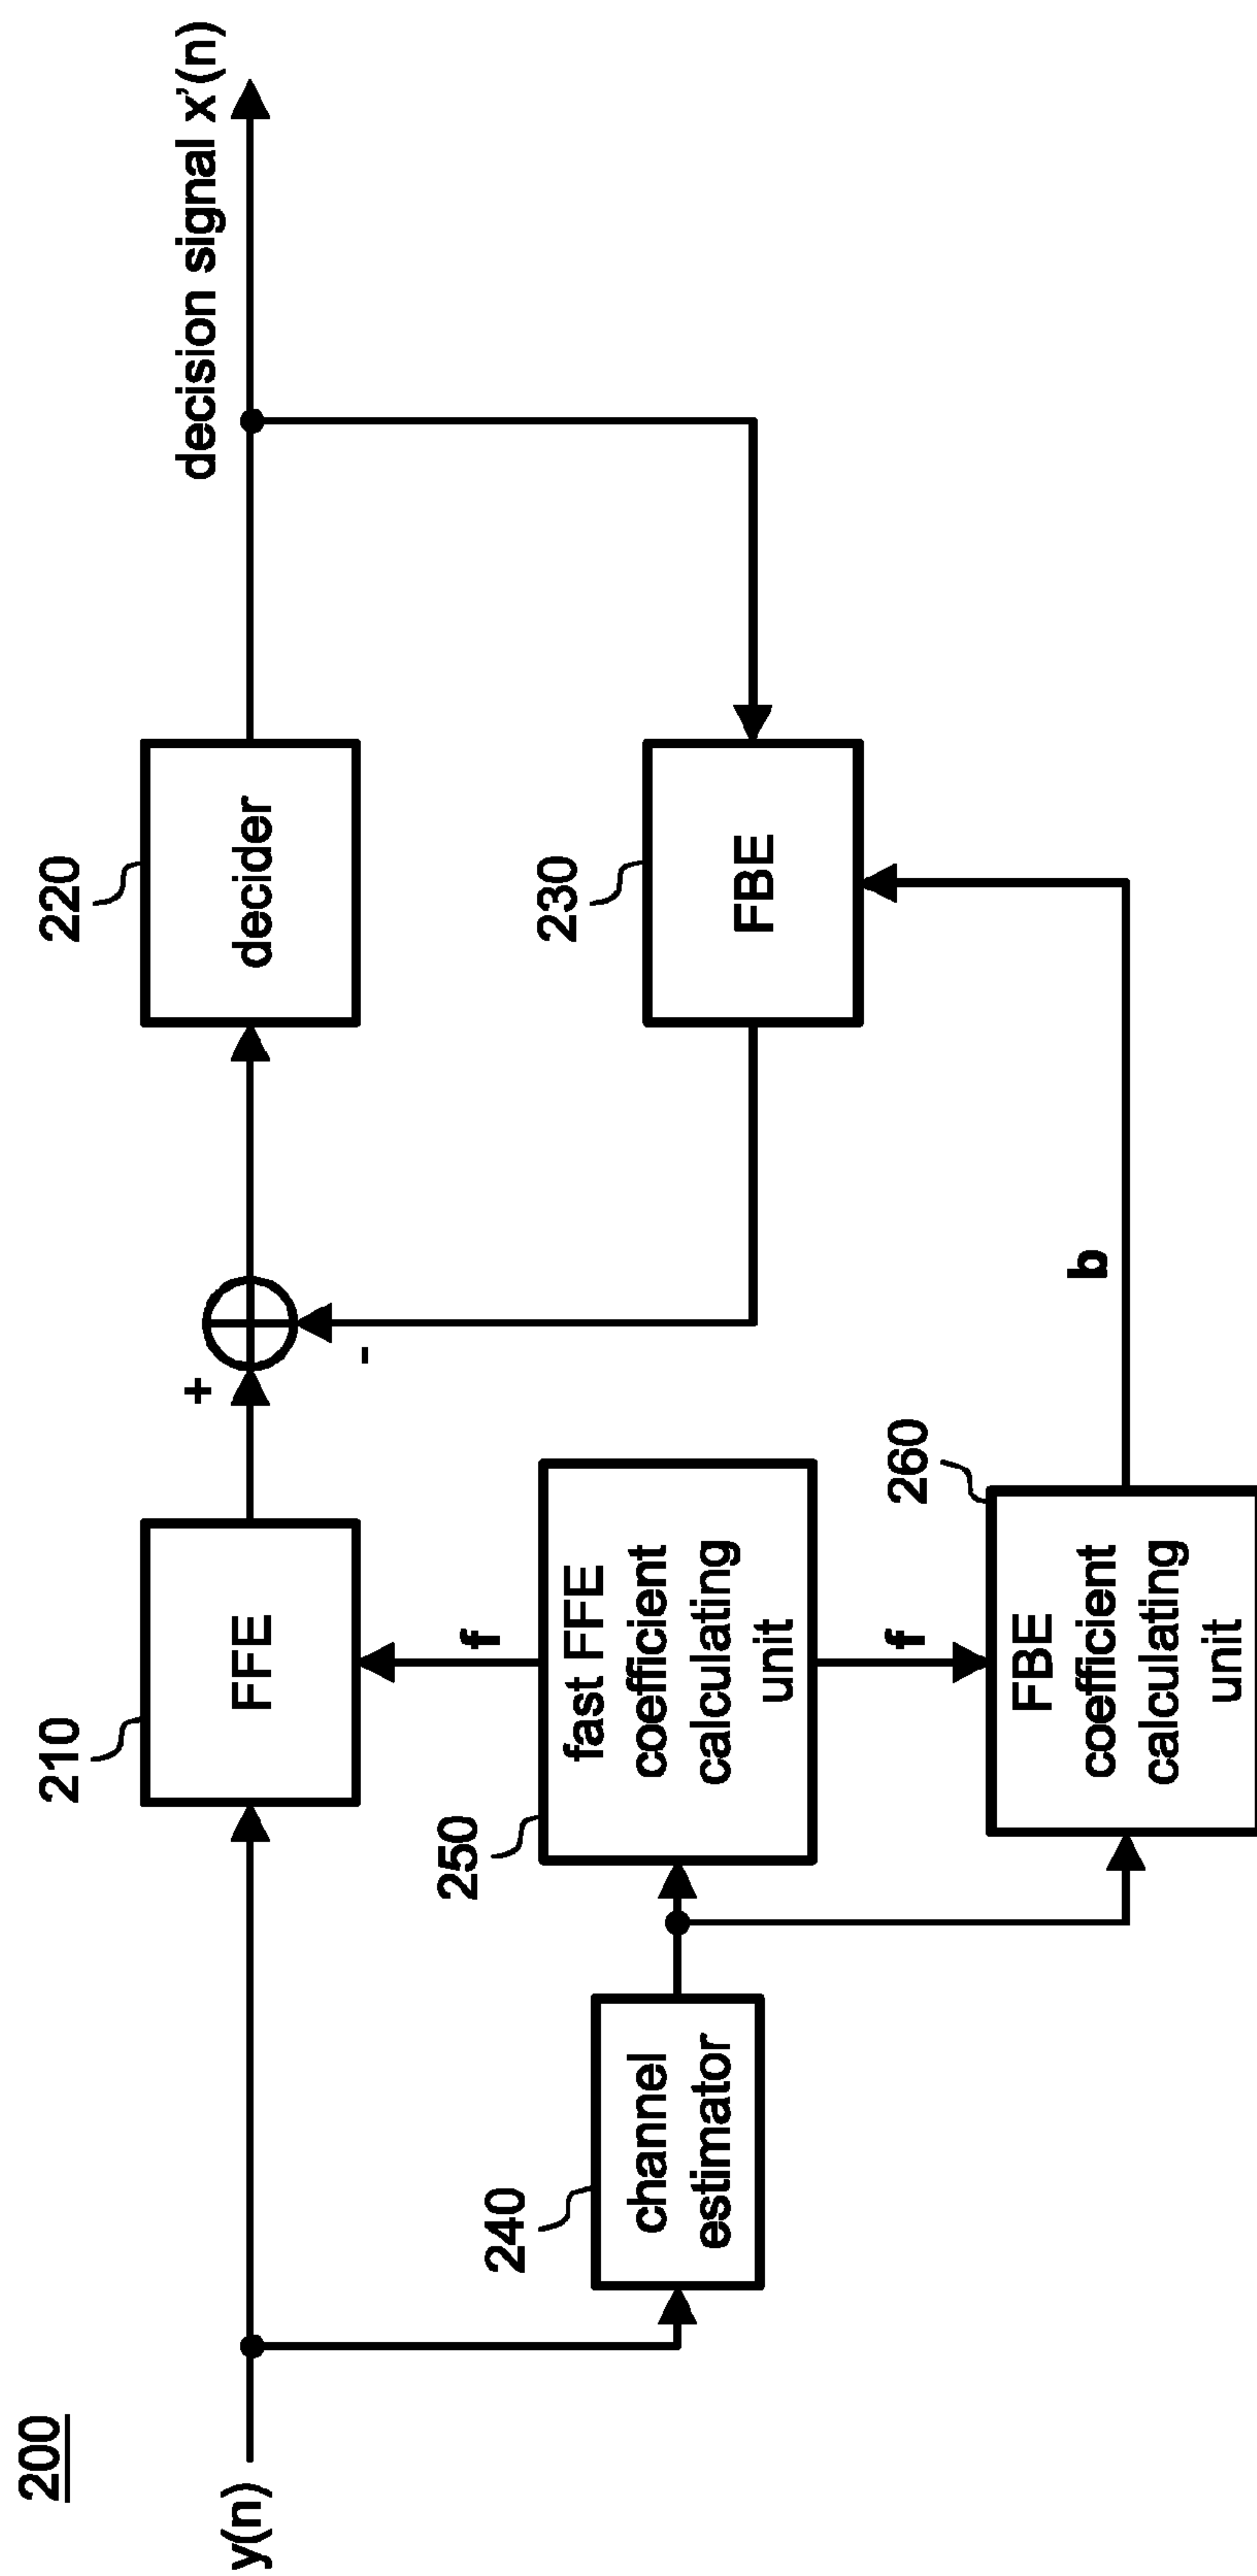 200
y(n)
210
FFE
+
-
220
decider
decision signal x'(n)
230
FBE
240
channel
estimator
250
fast FFE
coefficient
calculating
unit
f
f
260
FBE
coefficient
calculating
unit
b